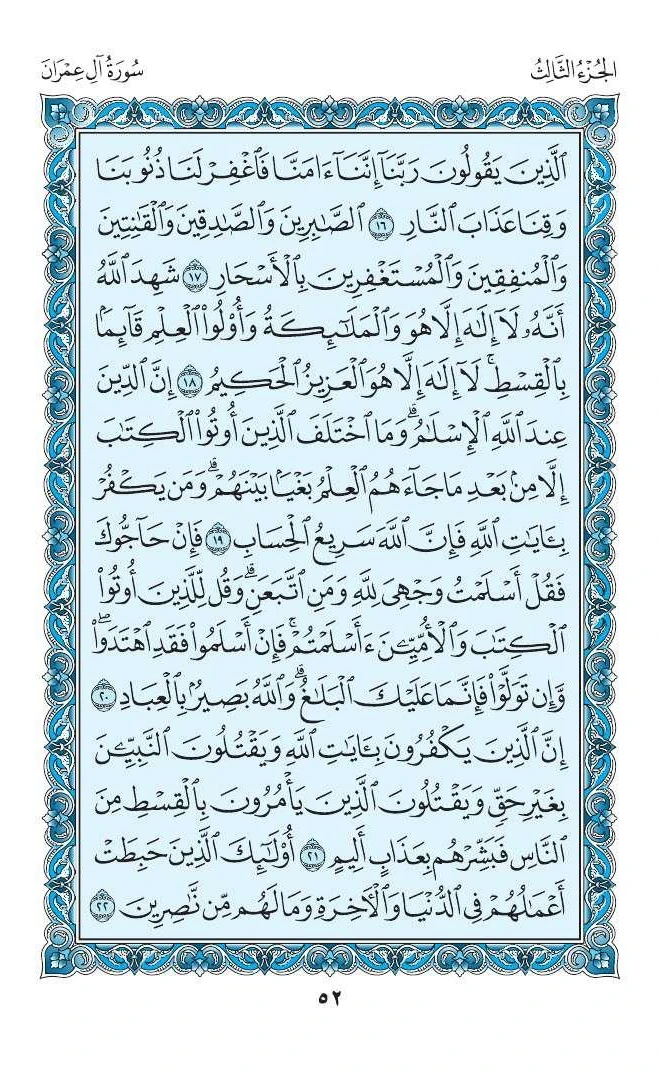 الجُزْءُ الثَّالِثُ
سُورَةُ آلِ عِمْرَانَ
ٱلَّذِينَ يَقُولُونَ رَبَّنَآ إِنَّنَآ ءَامَنَّا فَٱغْفِرْ لَنَا ذُنُوبَنَا
وَقِنَا عَذَابَ ٱلنَّارِ ١٦ ٱلصَّٰبِرِينَ وَٱلصَّٰدِقِينَ وَٱلْقَٰنِتِينَ
وَٱلْمُنفِقِينَ وَٱلْمُسْتَغْفِرِينَ بِٱلْأَسْحَارِ ١٧ شَهِدَ ٱللَّهُ
أَنَّهُۥ لَآ إِلَٰهَ إِلَّا هُوَ وَٱلْمَلَٰٓئِكَةُ وَأُو۟لُوا۟ ٱلْعِلْمِ قَآئِمًۢا
بِٱلْقِسْطِ ۚ لَآ إِلَٰهَ إِلَّا هُوَ ٱلْعَزِيزُ ٱلْحَكِيمُ ١٨ إِنَّ ٱلدِّينَ
عِندَ ٱللَّهِ ٱلْإِسْلَٰمُ ۗ وَمَا ٱخْتَلَفَ ٱلَّذِينَ أُوتُوا۟ ٱلْكِتَٰبَ
إِلَّا مِنۢ بَعْدِ مَا جَآءَهُمُ ٱلْعِلْمُ بَغْيًۢا بَيْنَهُمْ ۗ وَمَن يَكْفُرْ
بِـَٔايَٰتِ ٱللَّهِ فَإِنَّ ٱللَّهَ سَرِيعُ ٱلْحِسَابِ ١٩ فَإِنْ حَآجُّوكَ
فَقُلْ أَسْلَمْتُ وَجْهِىَ لِلَّهِ وَمَنِ ٱتَّبَعَنِ ۗ وَقُل لِّلَّذِينَ أُوتُوا۟
ٱلْكِتَٰبَ وَٱلْأُمِّيِّـۧنَ ءَأَسْلَمْتُمْ ۚ فَإِنْ أَسْلَمُوا۟ فَقَدِ ٱهْتَدَوا۟ ۖ
وَّإِن تَوَلَّوْا۟ فَإِنَّمَا عَلَيْكَ ٱلْبَلَٰغُ ۗ وَٱللَّهُ بَصِيرٌۢ بِٱلْعِبَادِ ٢٠
إِنَّ ٱلَّذِينَ يَكْفُرُونَ بِـَٔايَٰتِ ٱللَّهِ وَيَقْتُلُونَ ٱلنَّبِيِّـۧنَ
بِغَيْرِ حَقٍّ وَيَقْتُلُونَ ٱلَّذِينَ يَأْمُرُونَ بِٱلْقِسْطِ مِنَ
ٱلنَّاسِ فَبَشِّرْهُم بِعَذَابٍ أَلِيمٍ ٢١ أُو۟لَٰٓئِكَ ٱلَّذِينَ حَبِطَتْ
أَعْمَٰلُهُمْ فِى ٱلدُّنْيَا وَٱلْءَاخِرَةِ وَمَا لَهُم مِّن نَّٰصِرِينَ ٢٢
٥٢